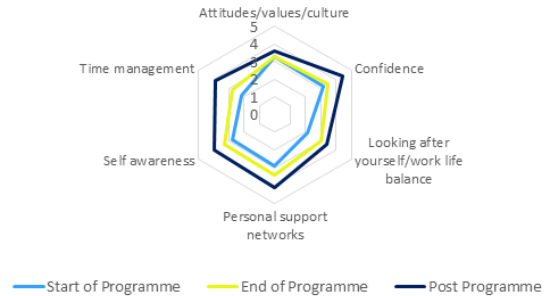 Attitudes/values/culture
5
4
3
2
1
0
Time management
Confidence
Self awareness
Looking after
yourself/work life
balance
Personal support
networks
Start of Programme
End of Programme
Post Programme